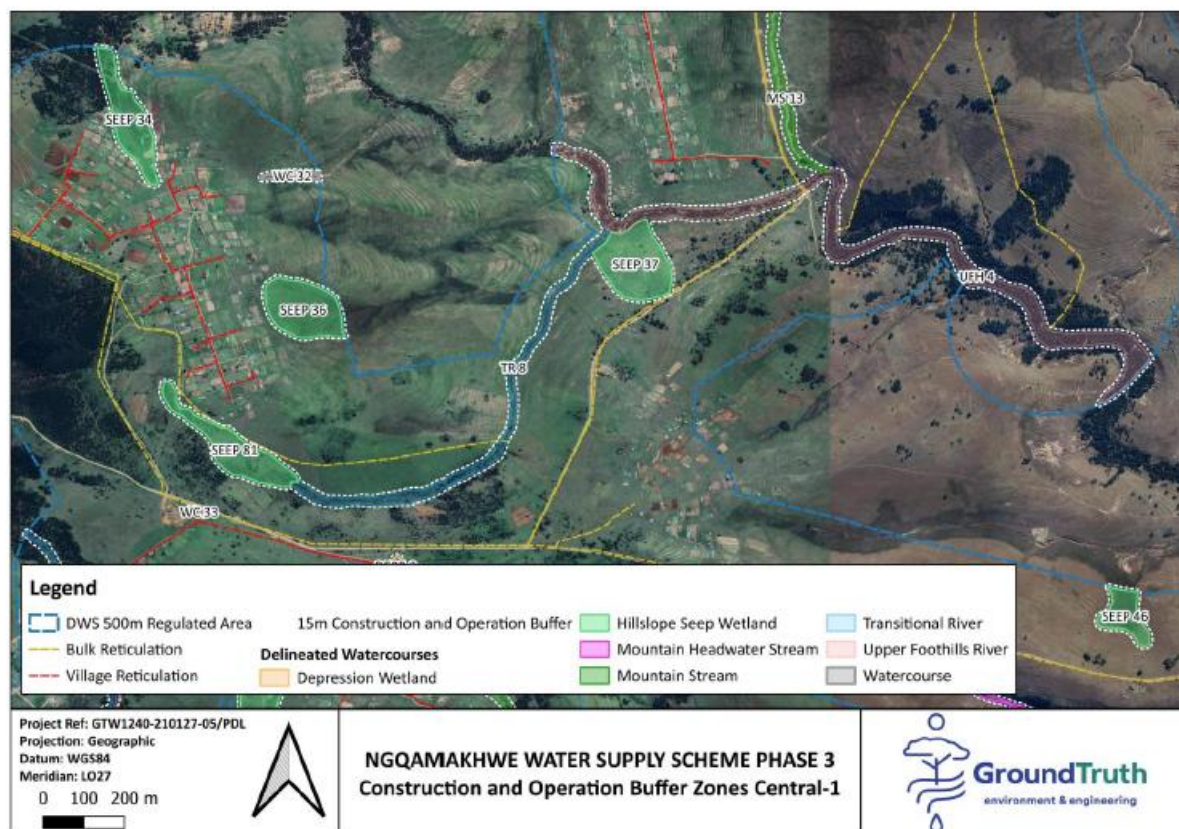 SEEP 34
MS 13
WC 32
SEEP 37
UFH 4
SEEP 36
TR 8
SEEP 81
WC 33
SEEP 46
Legend
DWS 500m Regulated Area
Bulk Reticulation
Village Reticulation
15m Construction and Operation Buffer
Delineated Watercourses
Depression Wetland
Hillslope Seep Wetland
Mountain Headwater Stream
Mountain Stream
Transitional River
Upper Foothills River
Watercourse
Project Ref: GTW1240-210127-05/PDL
Projection: Geographic
Datum: WGS84
Meridian: LO27
0 100 200 m
NGQAMAKHWE WATER SUPPLY SCHEME PHASE 3
Construction and Operation Buffer Zones Central-1
GroundTruth
environment & engineering